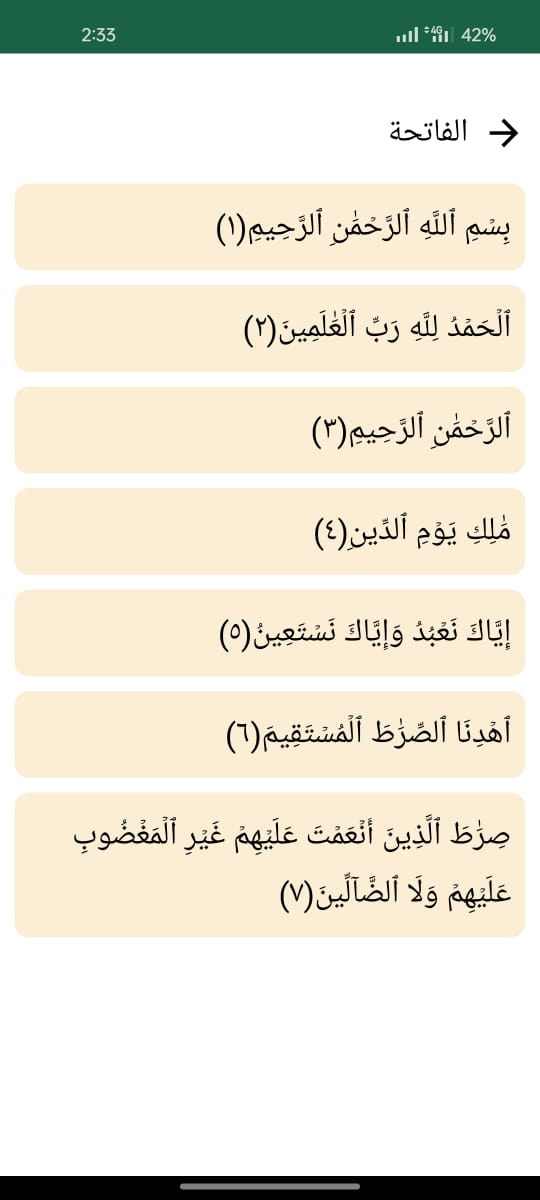 2:33 4G 42%
الفاتحة
بِسۡمِ ٱللَّهِ ٱلرَّحۡمَٰنِ ٱلرَّحِيمِ(١)
ٱلۡحَمۡدُ لِلَّهِ رَبِّ ٱلۡعَٰلَمِينَ(٢)
ٱلرَّحۡمَٰنِ ٱلرَّحِيمِ(٣)
مَٰلِكِ يَوۡمِ ٱلدِّينِ(٤)
إِيَّاكَ نَعۡبُدُ وَإِيَّاكَ نَسۡتَعِينُ(٥)
ٱهۡدِنَا ٱلصِّرَٰطَ ٱلۡمُسۡتَقِيمَ(٦)
صِرَٰطَ ٱلَّذِينَ أَنۡعَمۡتَ عَلَيۡهِمۡ غَيۡرِ ٱلۡمَغۡضُوبِ
عَلَيۡهِمۡ وَلَا ٱلضَّآلِّينَ(٧)